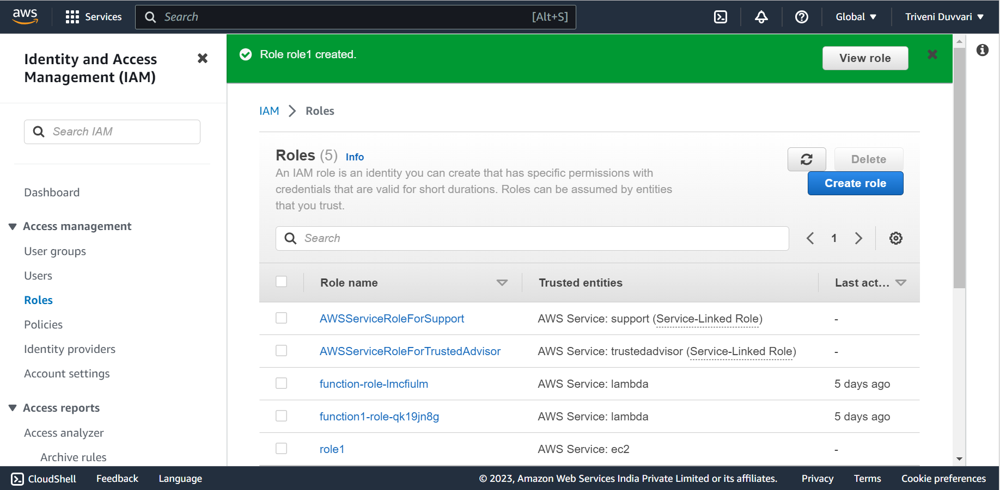 aws
Services
Search [Alt+S]
Global ▼
Triveni Duvvari ▼
Identity and Access
Management (IAM)
Search IAM
Dashboard
Access management
User groups
Users
Roles
Policies
Identity providers
Account settings
Access reports
Access analyzer
Archive rules
Role role1 created.
View role
IAM > Roles
Roles (5) Info
An IAM role is an identity you can create that has specific permissions with
credentials that are valid for short durations. Roles can be assumed by entities
that you trust.
Delete
Create role
Search
1
Role name Trusted entities Last act...
AWSServiceRoleForSupport AWS Service: support (Service-Linked Role) -
AWSServiceRoleForTrustedAdvisor AWS Service: trustedadvisor (Service-Linked Role) -
function-role-lmcfiulm AWS Service: lambda 5 days ago
function1-role-qk19jn8g AWS Service: lambda 5 days ago
role1 AWS Service: ec2 -
CloudShell Feedback Language © 2023, Amazon Web Services India Private Limited or its affiliates. Privacy Terms Cookie preferences